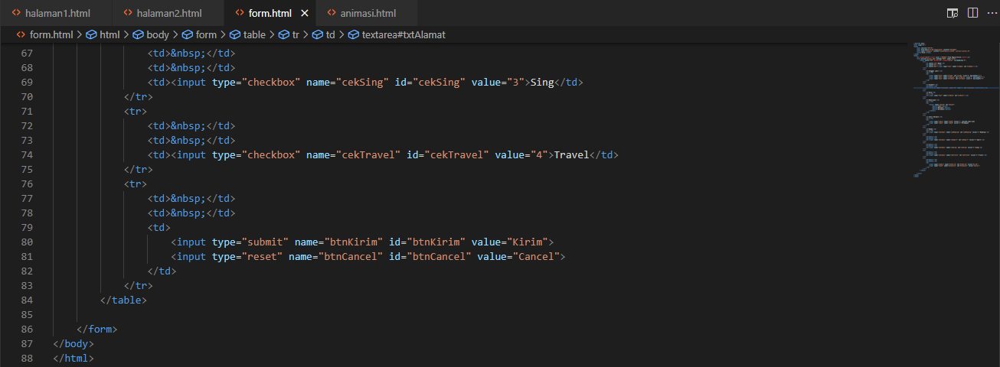 halaman1.html halaman2.html form.html animasi.html
form.html > html > body > form > table > tr > td > textarea#txtAlamat
67 <td>&nbsp;</td>
68 <td>&nbsp;</td>
69 <td><input type="checkbox" name="cekSing" id="cekSing" value="3">Sing</td>
70 </tr>
71 <tr>
72 <td>&nbsp;</td>
73 <td>&nbsp;</td>
74 <td><input type="checkbox" name="cekTravel" id="cekTravel" value="4">Travel</td>
75 </tr>
76 <tr>
77 <td>&nbsp;</td>
78 <td>&nbsp;</td>
79 <td>
80 <input type="submit" name="btnKirim" id="btnKirim" value="Kirim">
81 <input type="reset" name="btnCancel" id="btnCancel" value="Cancel">
82 </td>
83 </tr>
84 </table>
85
86 </form>
87 </body>
88 </html>